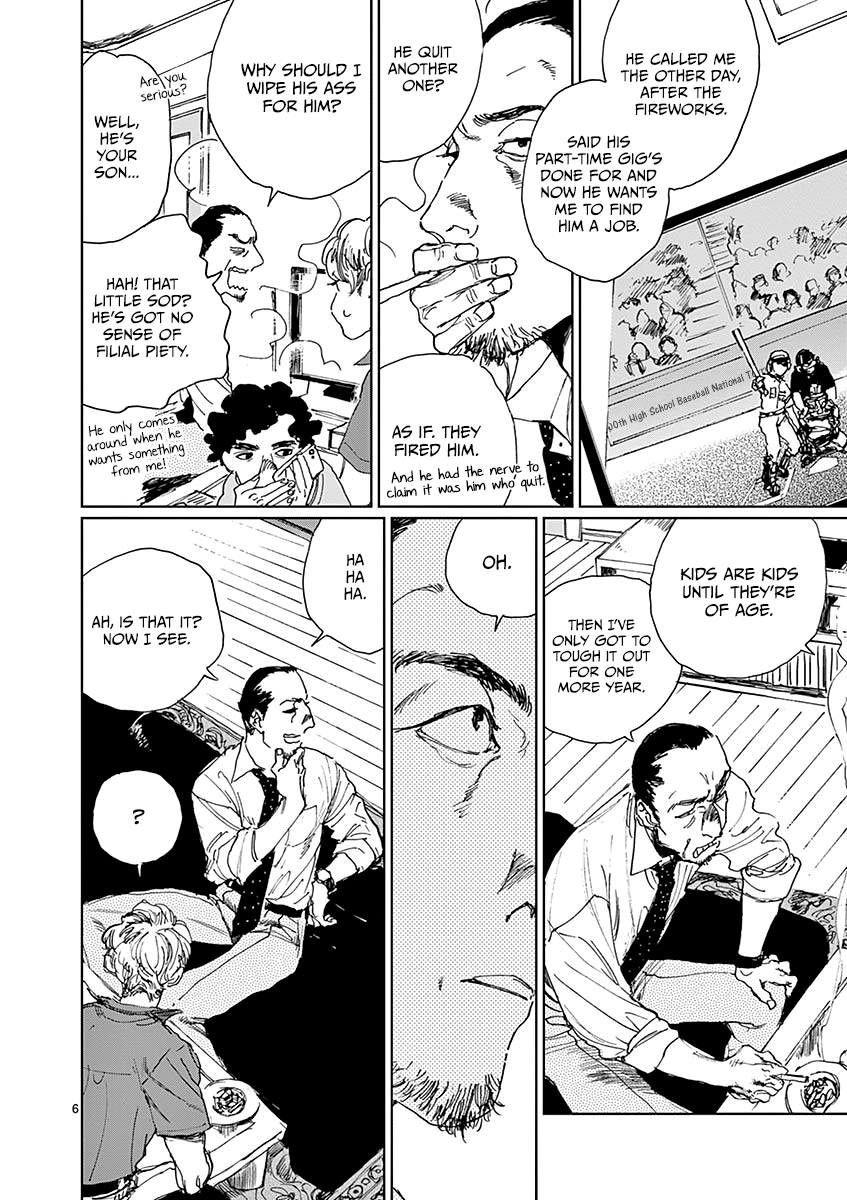 HE CALLED ME
THE OTHER DAY,
AFTER THE
FIREWORKS.
SAID HIS
PART-TIME GIG'S
DONE FOR AND
NOW HE WANTS
ME TO FIND
HIM A JOB.
00th High School Baseball National T
HE QUIT
ANOTHER
ONE?
AS IF. THEY
FIRED HIM.
And he had the nerve to
claim it was him who quit.
WHY SHOULD I
WIPE HIS ASS
FOR HIM?
Are you
serious?
WELL,
HE'S
YOUR
SON...
HAH! THAT
LITTLE SOD?
HE'S GOT NO
SENSE OF
FILIAL PIETY.
He only comes
around when he
wants something
from me!
KIDS ARE KIDS
UNTIL THEY'RE
OF AGE.
THEN I'VE
ONLY GOT TO
TOUGH IT OUT
FOR ONE
MORE YEAR.
OH.
HA
HA
HA.
AH, IS THAT IT?
NOW I SEE.
?
6